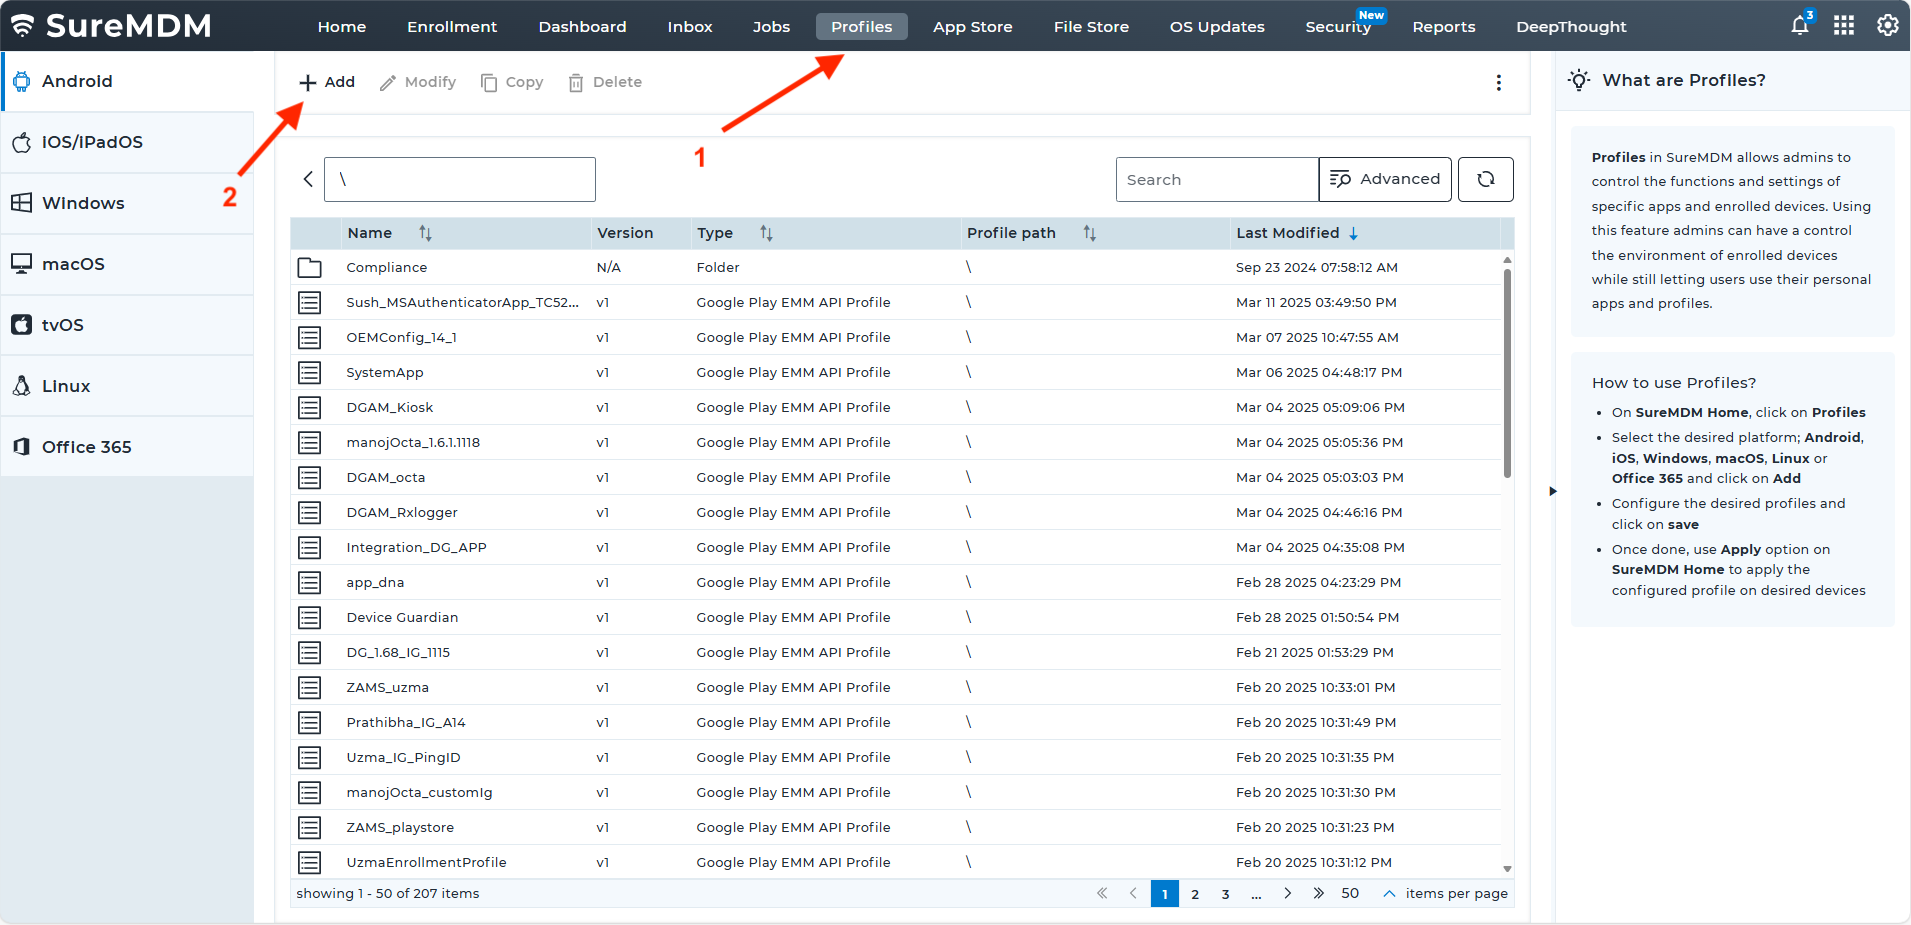 SureMDM
Home Enrollment Dashboard Inbox Jobs Profiles App Store File Store OS Updates Security New Reports DeepThought 3
Android
iOS/iPadOS
Windows
macOS
tvOS
Linux
Office 365
Add Modify Copy Delete
1
2
\
Search Advanced
Name Version Type Profile path Last Modified
Compliance N/A Folder \ Sep 23 2024 07:58:12 AM
Sush_MSAuthenticatorApp_TC52... v1 Google Play EMM API Profile \ Mar 11 2025 03:49:50 PM
OEMConfig_14_1 v1 Google Play EMM API Profile \ Mar 07 2025 10:47:55 AM
SystemApp v1 Google Play EMM API Profile \ Mar 06 2025 04:48:17 PM
DGAM_Kiosk v1 Google Play EMM API Profile \ Mar 04 2025 05:09:06 PM
manojOcta_1.6.1.1118 v1 Google Play EMM API Profile \ Mar 04 2025 05:05:36 PM
DGAM_octa v1 Google Play EMM API Profile \ Mar 04 2025 05:03:03 PM
DGAM_Rxlogger v1 Google Play EMM API Profile \ Mar 04 2025 04:46:16 PM
Integration_DG_APP v1 Google Play EMM API Profile \ Mar 04 2025 04:35:08 PM
app_dna v1 Google Play EMM API Profile \ Feb 28 2025 04:23:29 PM
Device Guardian v1 Google Play EMM API Profile \ Feb 28 2025 01:50:54 PM
DG_1.68_IG_1115 v1 Google Play EMM API Profile \ Feb 21 2025 01:53:29 PM
ZAMS_uzma v1 Google Play EMM API Profile \ Feb 20 2025 10:33:01 PM
Prathibha_IG_A14 v1 Google Play EMM API Profile \ Feb 20 2025 10:31:49 PM
Uzma_IG_PingID v1 Google Play EMM API Profile \ Feb 20 2025 10:31:35 PM
manojOcta_customIg v1 Google Play EMM API Profile \ Feb 20 2025 10:31:30 PM
ZAMS_playstore v1 Google Play EMM API Profile \ Feb 20 2025 10:31:23 PM
UzmaEnrollmentProfile v1 Google Play EMM API Profile \ Feb 20 2025 10:31:12 PM
showing 1 - 50 of 207 items 1 2 3 ... 50 items per page
What are Profiles?
Profiles in SureMDM allows admins to
control the functions and settings of
specific apps and enrolled devices. Using
this feature admins can have a control
the environment of enrolled devices
while still letting users use their personal
apps and profiles.
How to use Profiles?
• On SureMDM Home, click on Profiles
• Select the desired platform; Android,
iOS, Windows, macOS, Linux or
Office 365 and click on Add
• Configure the desired profiles and
click on save
• Once done, use Apply option on
SureMDM Home to apply the
configured profile on desired devices